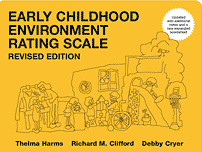 EARLY CHILDHOOD
ENVIRONMENT
RATING SCALE
REVISED EDITION
Updated
with additional
notes and a
new expanded
scoresheet
Thelma Harms Richard M. Clifford Debby Cryer